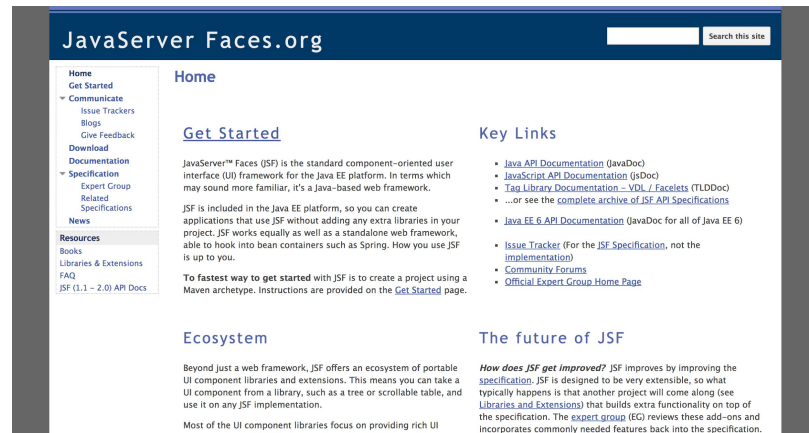 JavaServer Faces.org
Search this site
Home
Get Started
Communicate
Issue Trackers
Blogs
Give Feedback
Download
Documentation
Specification
Expert Group
Related
Specifications
News
Resources
Books
Libraries & Extensions
FAQ
JSF (1.1 - 2.0) API Docs
Home
Get Started
JavaServer™ Faces (JSF) is the standard component-oriented user
interface (UI) framework for the Java EE platform. In terms which
may sound more familiar, it's a Java-based web framework.
JSF is included in the Java EE platform, so you can create
applications that use JSF without adding any extra libraries in your
project. JSF works equally as well as a standalone web framework,
able to hook into bean containers such as Spring. How you use JSF
is up to you.
To fastest way to get started with JSF is to create a project using a
Maven archetype. Instructions are provided on the Get Started page.
Key Links
Java API Documentation (JavaDoc)
JavaScript API Documentation (jsDoc)
Tag Library Documentation - VDL / Facelets (TLDDoc)
...or see the complete archive of JSF API Specifications
Java EE 6 API Documentation (JavaDoc for all of Java EE 6)
Issue Tracker (For the JSF Specification, not the
implementation)
Community Forums
Official Expert Group Home Page
Ecosystem
Beyond just a web framework, JSF offers an ecosystem of portable
UI component libraries and extensions. This means you can take a
UI component from a library, such as a tree or scrollable table, and
use it on any JSF implementation.
Most of the UI component libraries focus on providing rich UI
The future of JSF
How does JSF get improved? JSF improves by improving the
specification. JSF is designed to be very extensible, so what
typically happens is that another project will come along (see
Libraries and Extensions) that builds extra functionality on top of
the specification. The expert group (EG) reviews these add-ons and
incorporates commonly needed features back into the specification.